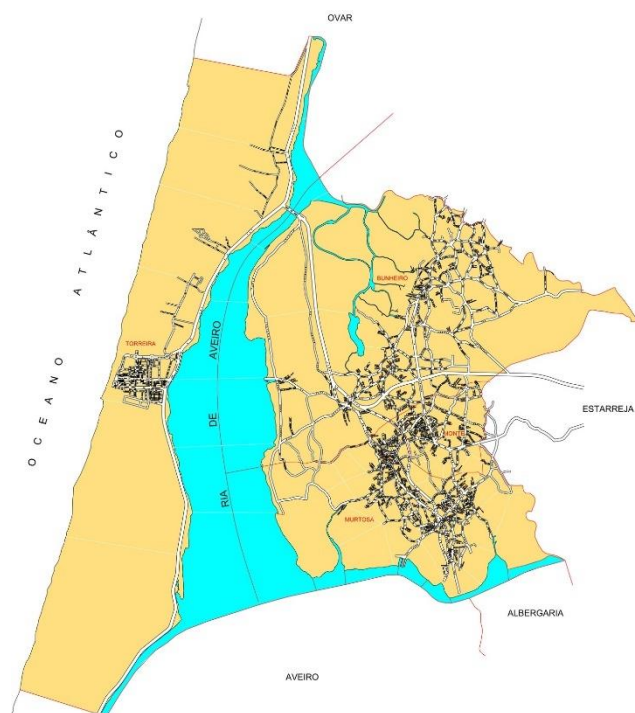 OVAR
OCEANO ATLÂNTICO
BUNHEIRO
TORREIRA
RIA DE AVEIRO
ESTARREJA
MONTE
MURTOSA
ALBERGARIA
AVEIRO